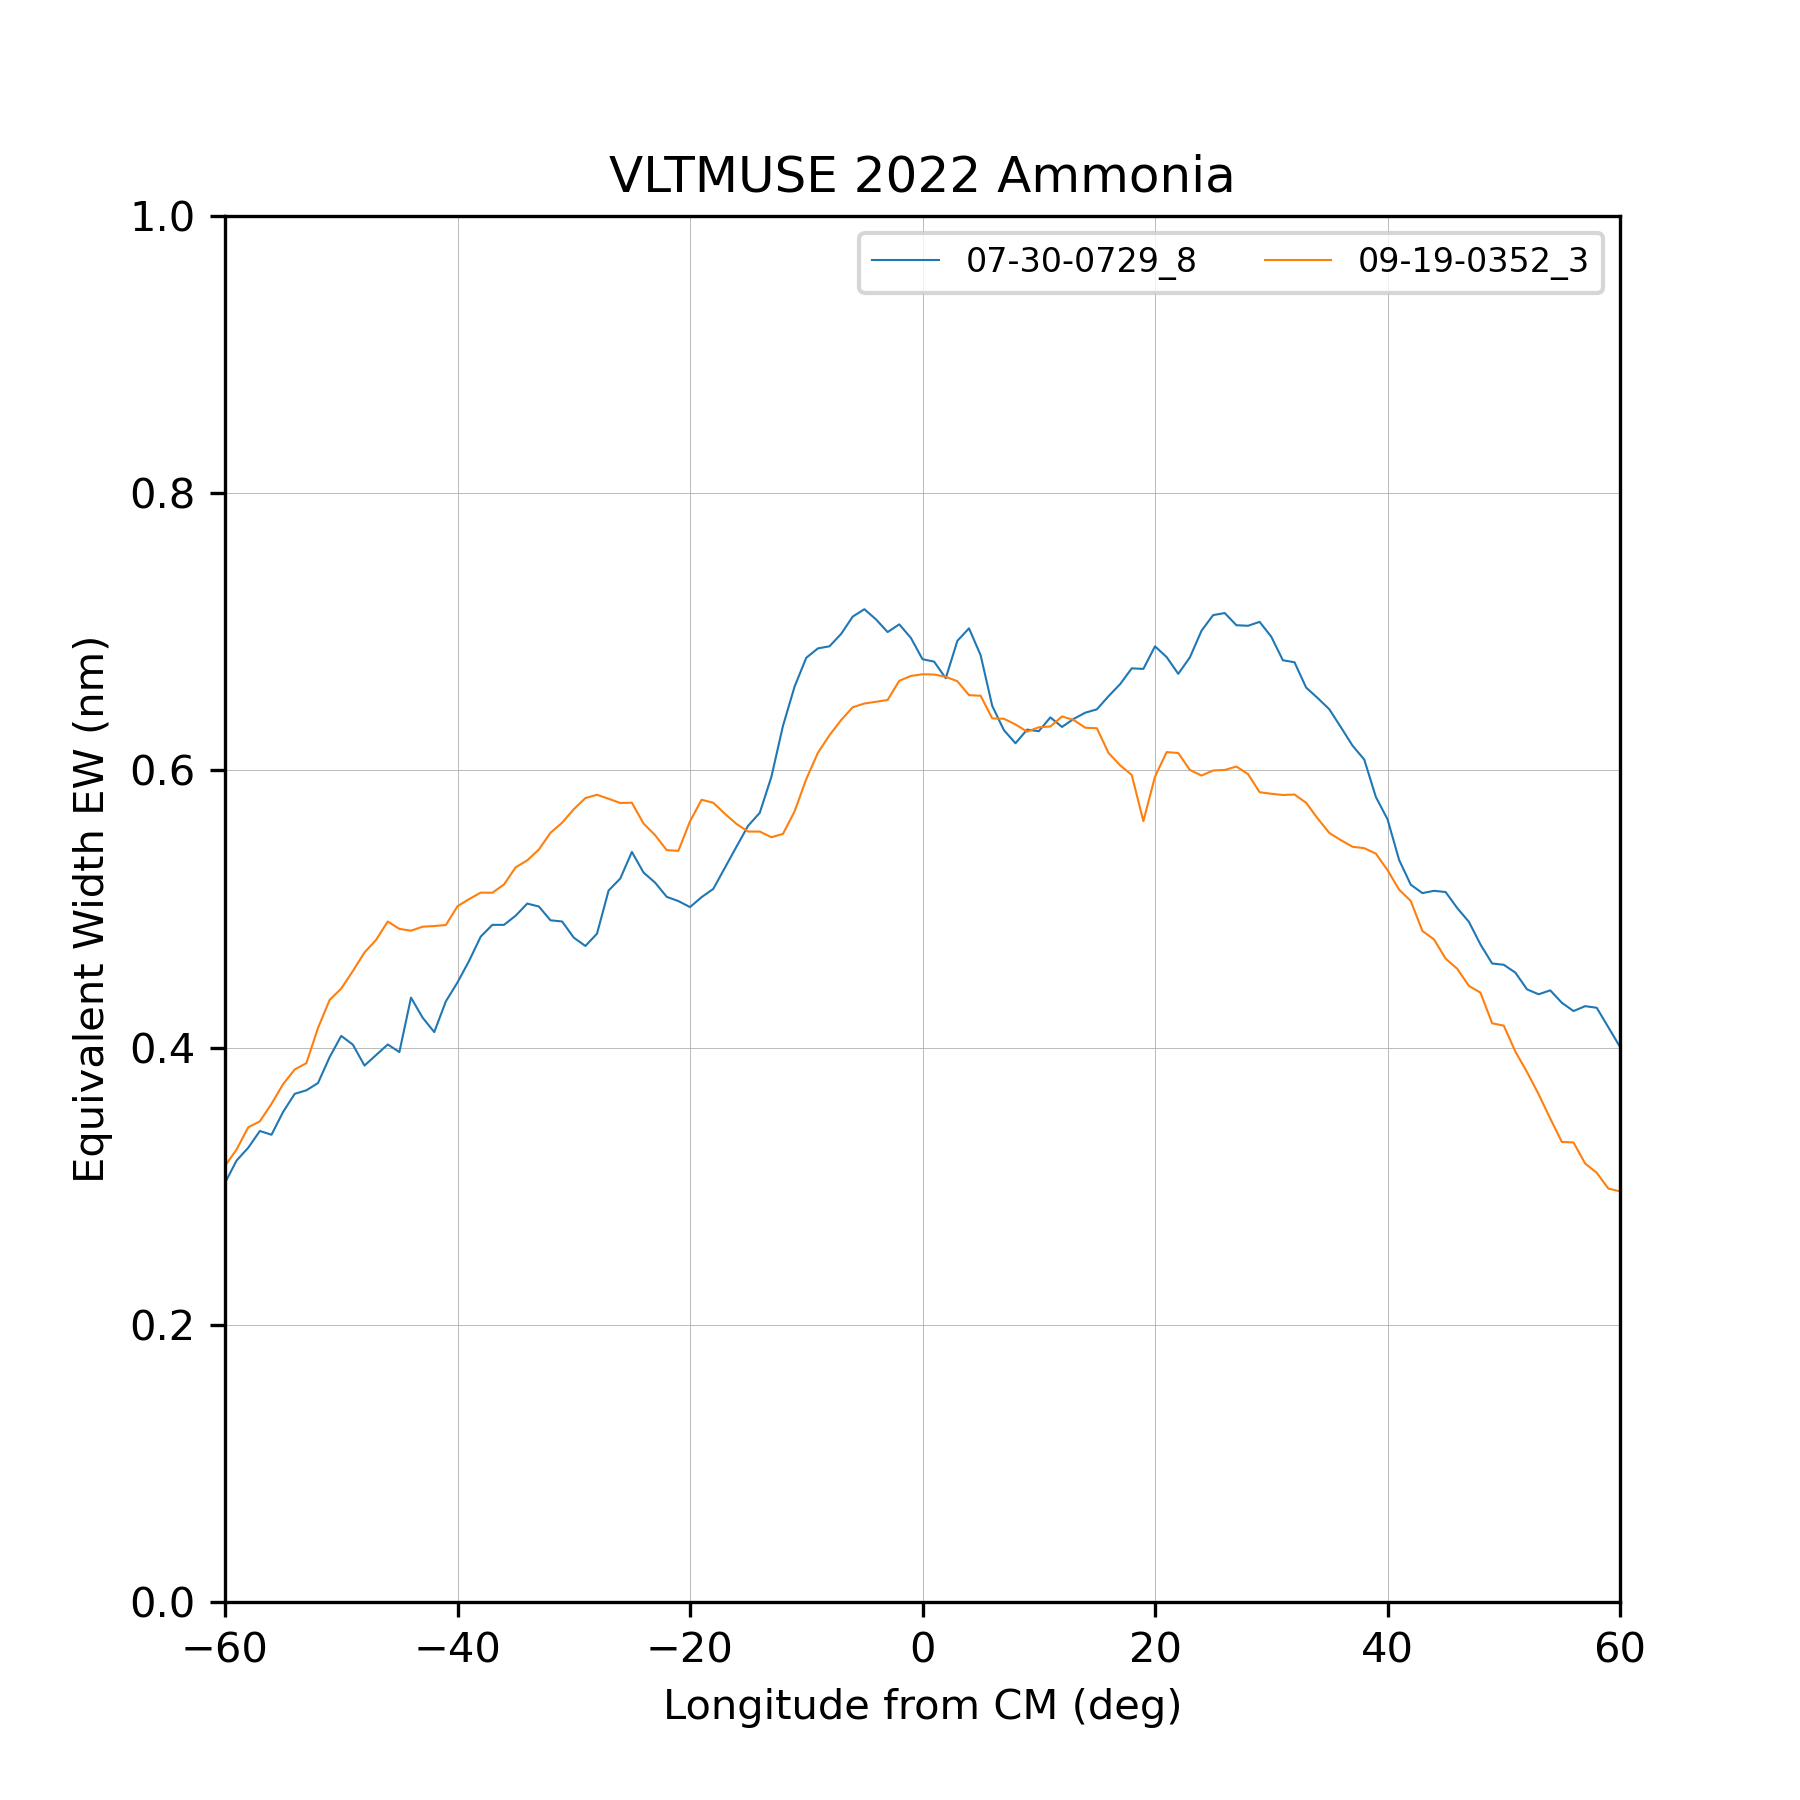 VLTMUSE 2022 Ammonia
1.0
07-30-0729_8 09-19-0352_3
0.8
0.6
0.4
0.2
0.0
Equivalent Width EW (nm)
−60 −40 −20 0 20 40 60
Longitude from CM (deg)